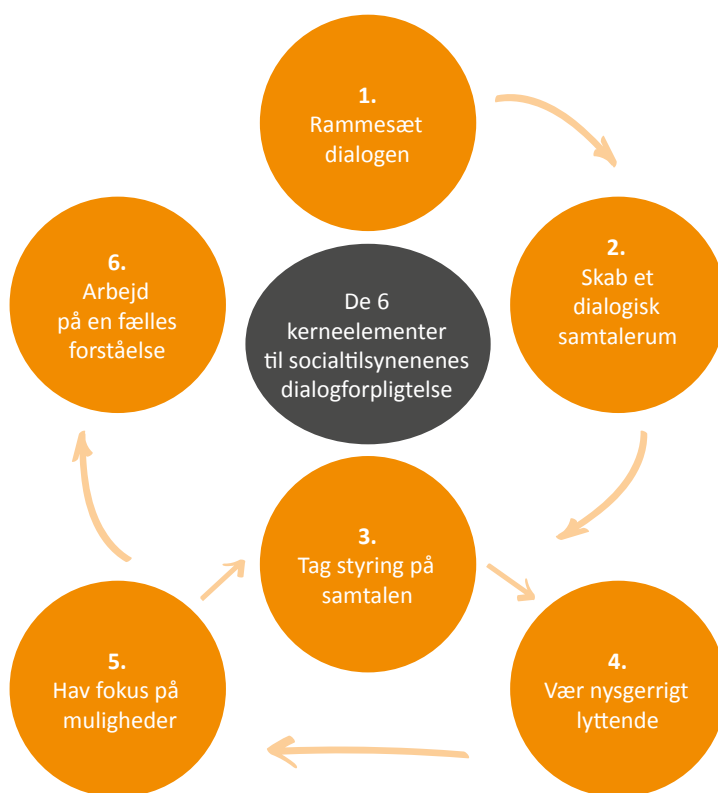 1.
Rammesæt
dialogen
2.
Skab et
dialogisk
samtalerum
De 6
kerneelementer
til socialtilsynenenes
dialogforpligtelse
3.
Tag styring på
samtalen
4.
Vær nysgerrigt
lyttende
5.
Hav fokus på
muligheder
6.
Arbejd
på en fælles
forståelse